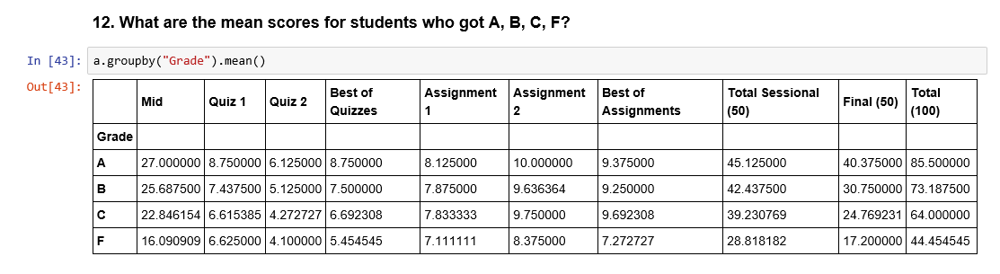 12. What are the mean scores for students who got A, B, C, F?
In [43]: a.groupby("Grade").mean()
Out[43]:
Mid Quiz 1 Quiz 2 Best of Quizzes Assignment 1 Assignment 2 Best of Assignments Total Sessional (50) Final (50) Total (100)
Grade
A 27.000000 8.750000 6.125000 8.750000 8.125000 10.000000 9.375000 45.125000 40.375000 85.500000
B 25.687500 7.437500 5.125000 7.500000 7.875000 9.636364 9.250000 42.437500 30.750000 73.187500
C 22.846154 6.615385 4.272727 6.692308 7.833333 9.750000 9.692308 39.230769 24.769231 64.000000
F 16.090909 6.625000 4.100000 5.454545 7.111111 8.375000 7.272727 28.818182 17.200000 44.454545